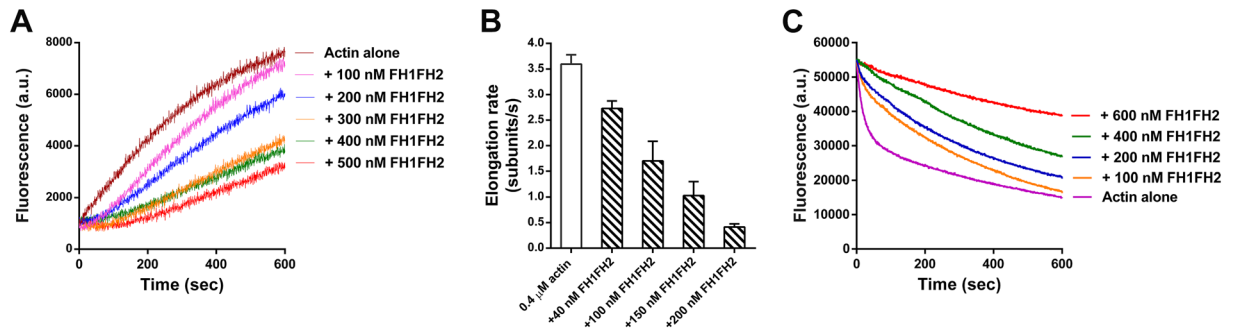 A
Fluorescence (a.u.)
8000
6000
4000
2000
0
0
200
400
600
Time (sec)
Actin alone
+ 100 nM FH1FH2
+ 200 nM FH1FH2
+ 300 nM FH1FH2
+ 400 nM FH1FH2
+ 500 nM FH1FH2
B
Elongation rate
(subunits/s)
4.0
3.5
3.0
2.5
2.0
1.5
1.0
0.5
0.0
0.4 μM actin
+40 nM FH1FH2
+100 nM FH1FH2
+150 nM FH1FH2
+200 nM FH1FH2
C
Fluorescence (a.u.)
60000
50000
40000
30000
20000
10000
0
0
200
400
600
Time (sec)
+ 600 nM FH1FH2
+ 400 nM FH1FH2
+ 200 nM FH1FH2
+ 100 nM FH1FH2
Actin alone